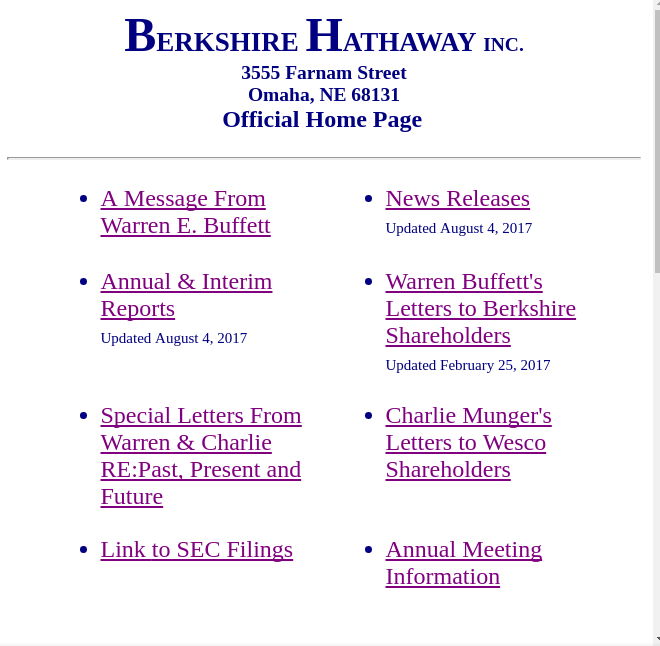 BERKSHIRE HATHAWAY INC.
3555 Farnam Street
Omaha, NE 68131
Official Home Page
A Message From
Warren E. Buffett
News Releases
Updated August 4, 2017
Annual & Interim
Reports
Updated August 4, 2017
Warren Buffett's
Letters to Berkshire
Shareholders
Updated February 25, 2017
Special Letters From
Warren & Charlie
RE:Past, Present and
Future
Charlie Munger's
Letters to Wesco
Shareholders
Link to SEC Filings
Annual Meeting
Information